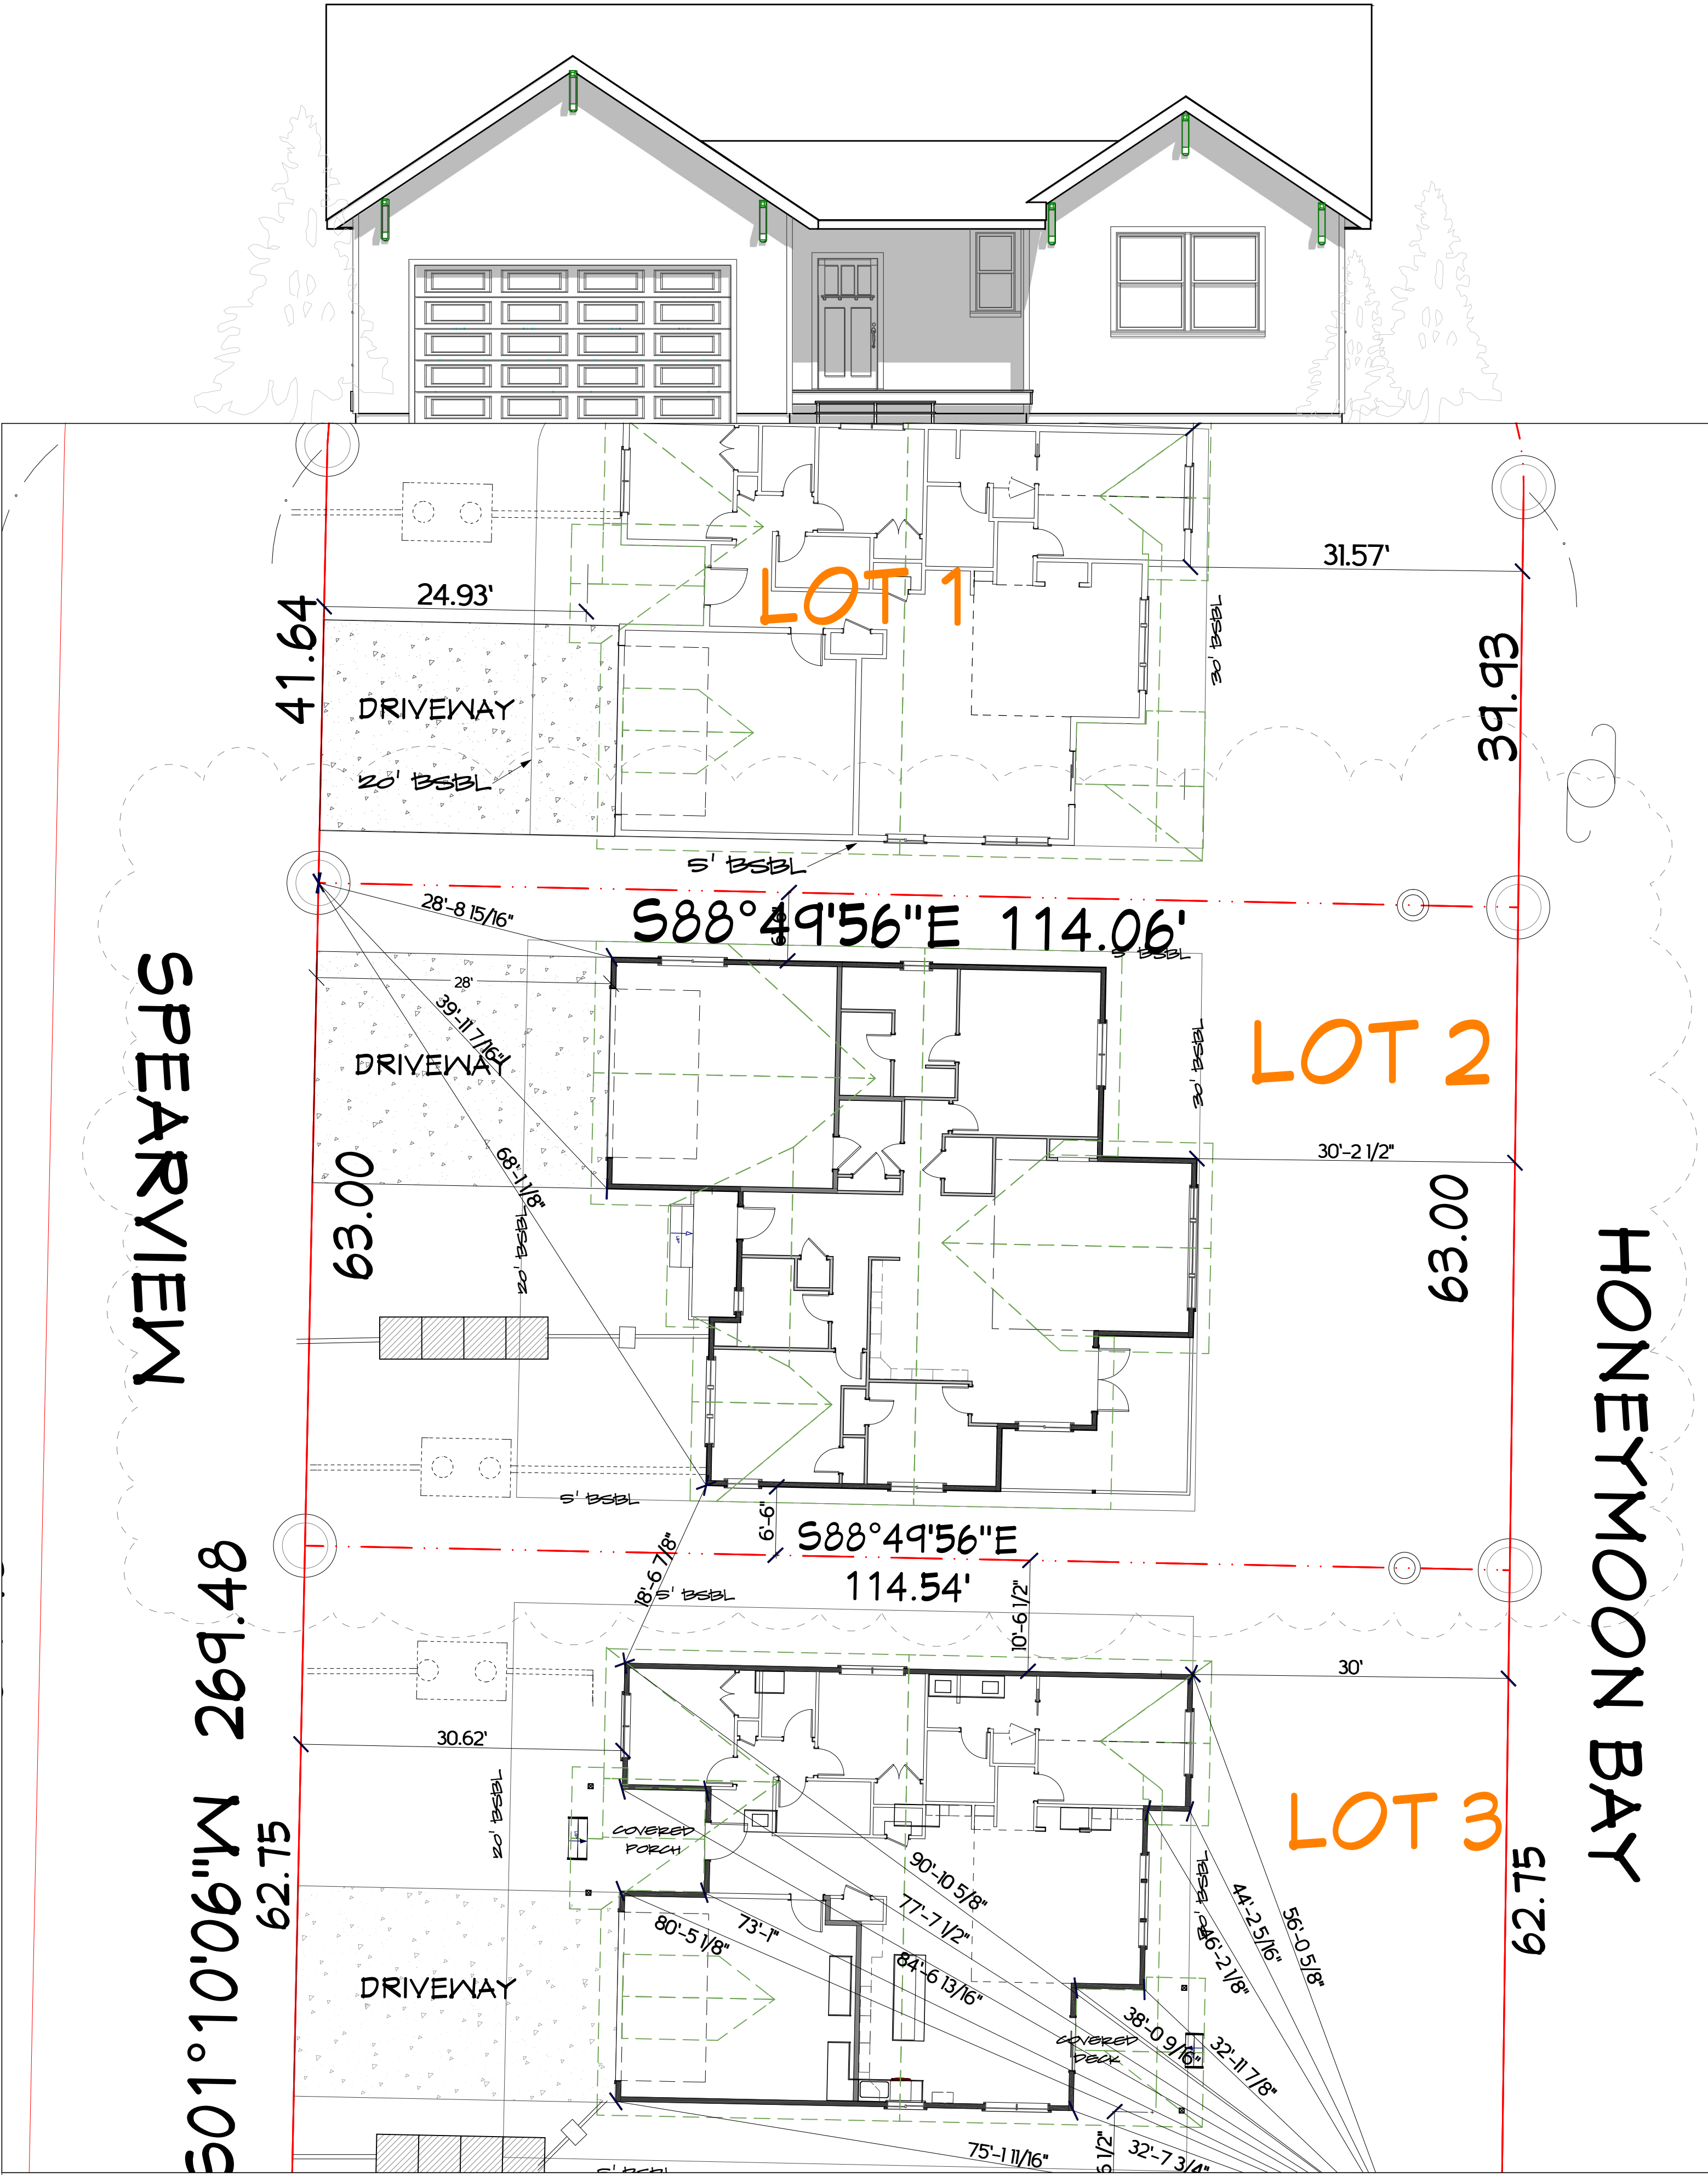 31.57'
24.93'
LOT 1
41.64
30' BSBL
39.93
DRIVEWAY
20' BSBL
5' BSBL
28'-8 15/16"
S88°49'56"E 114.06'
5' BSBL
28'
39'-11 7/16"
LOT 2
DRIVEWAY
30' BSBL
SPEARVIEW
68'-1 1/8"
30'-2 1/2"
63.00
63.00
20' BSBL
HONEYMOON BAY
5' BSBL
6'-6"
S88°49'56"E
114.54'
18'-6 7/8"
5' BSBL
10'-6 1/2"
S01°10'06"W 269.48
30'
30.62'
20' BSBL
LOT 3
COVERED
PORCH
62.75
62.75
90'-10 5/8"
77'-7 1/2"
73'-1"
80'-5 1/8"
84'-6 13/16"
46'-2 1/8"
44'-2 5/16"
56'-0 5/8"
DRIVEWAY
38'-0 9/16"
32'-11 7/8"
COVERED
DECK
75'-1 11/16"
32'-7 3/4"
5' BSBL